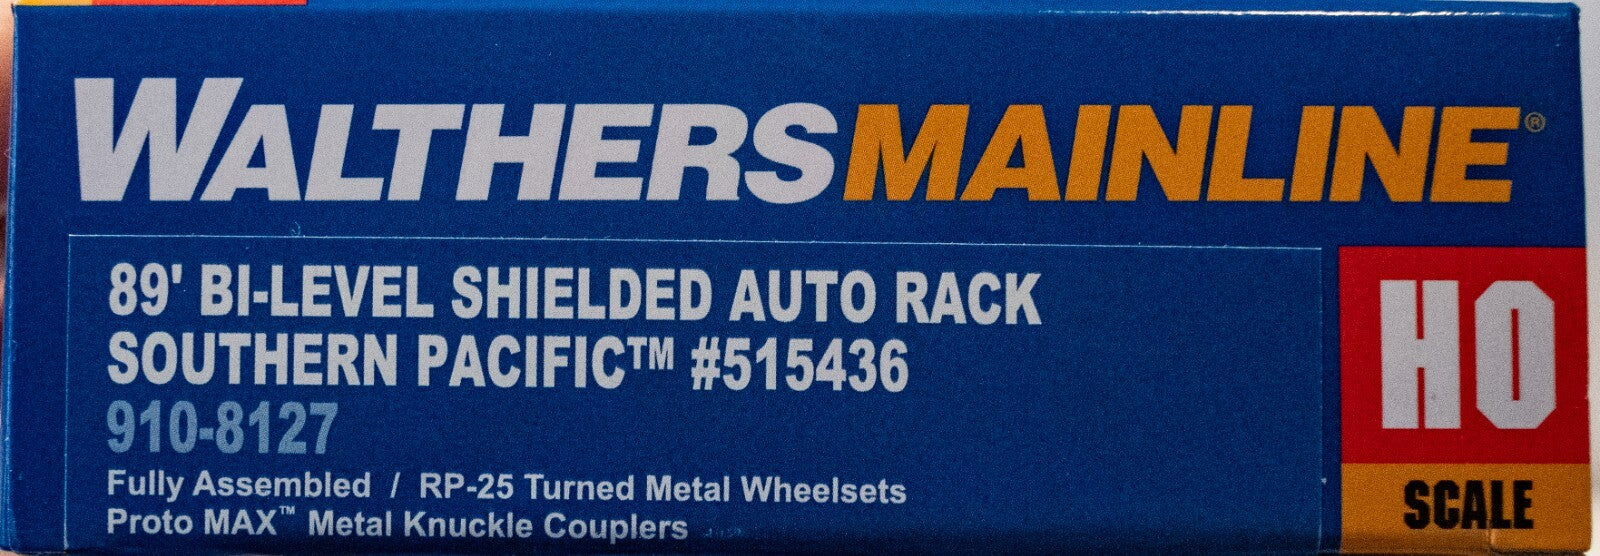 WALTHERSMAINLINE®
89' BI-LEVEL SHIELDED AUTO RACK
SOUTHERN PACIFIC™ #515436
910-8127
Fully Assembled / RP-25 Turned Metal Wheelsets
Proto MAX™ Metal Knuckle Couplers
HO
SCALE